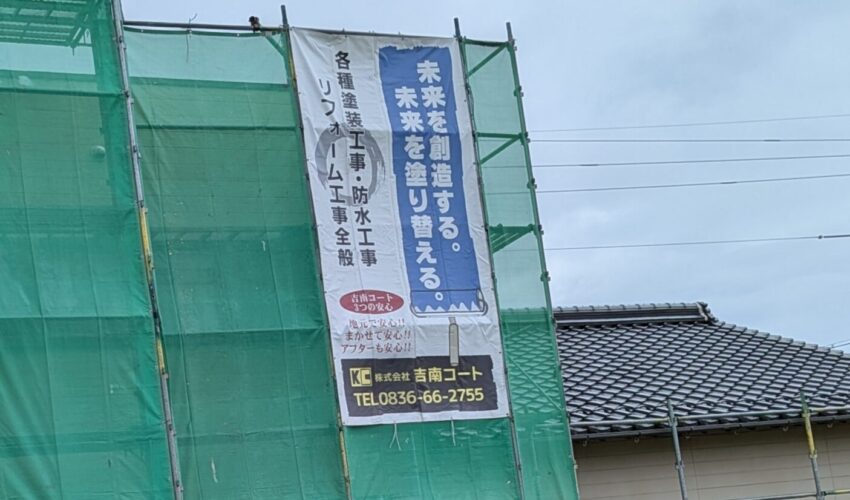 未来を創造する。
未来を塗り替える。
各種塗装工事・防水工事
リフォーム工事全般
吉南コート
3つの安心
地元で安心!!
まかせて安心!!
アフターも安心!!
KC 株式会社 吉南コート
TEL0836-66-2755